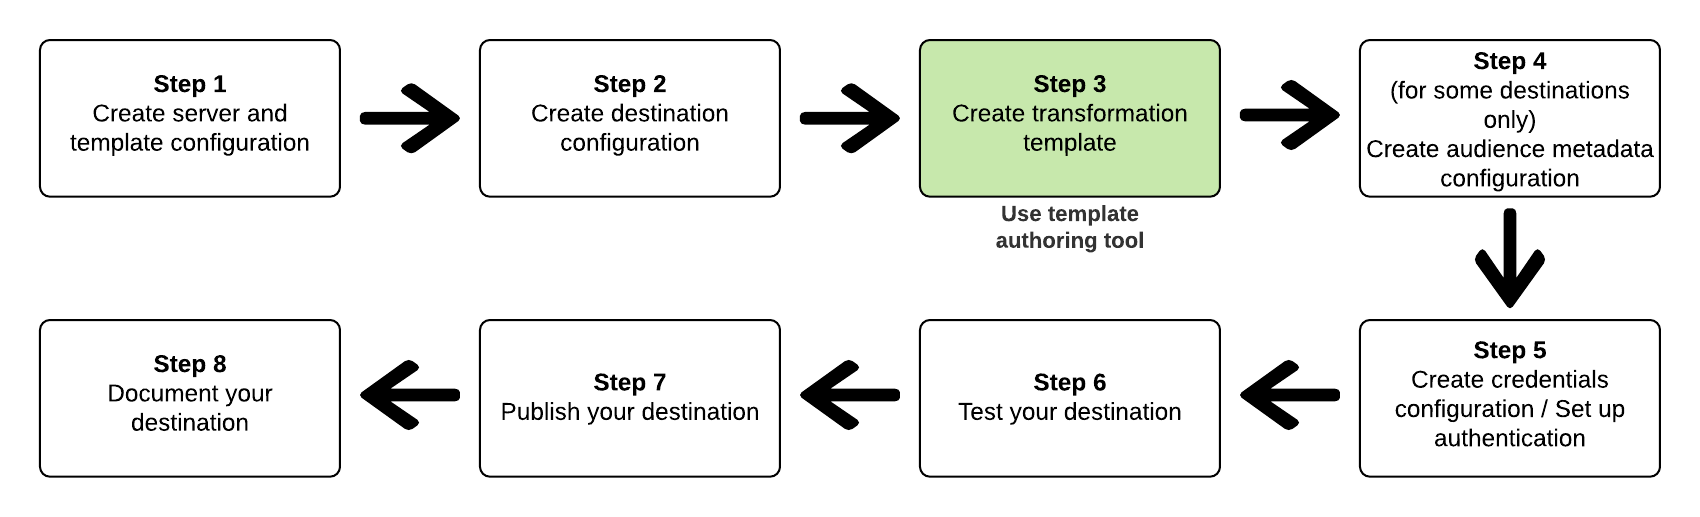 Step 1
Create server and
template configuration
Step 2
Create destination
configuration
Step 3
Create transformation
template
Use template
authoring tool
Step 4
(for some destinations
only)
Create audience metadata
configuration
Step 5
Create credentials
configuration / Set up
authentication
Step 6
Test your destination
Step 7
Publish your destination
Step 8
Document your
destination